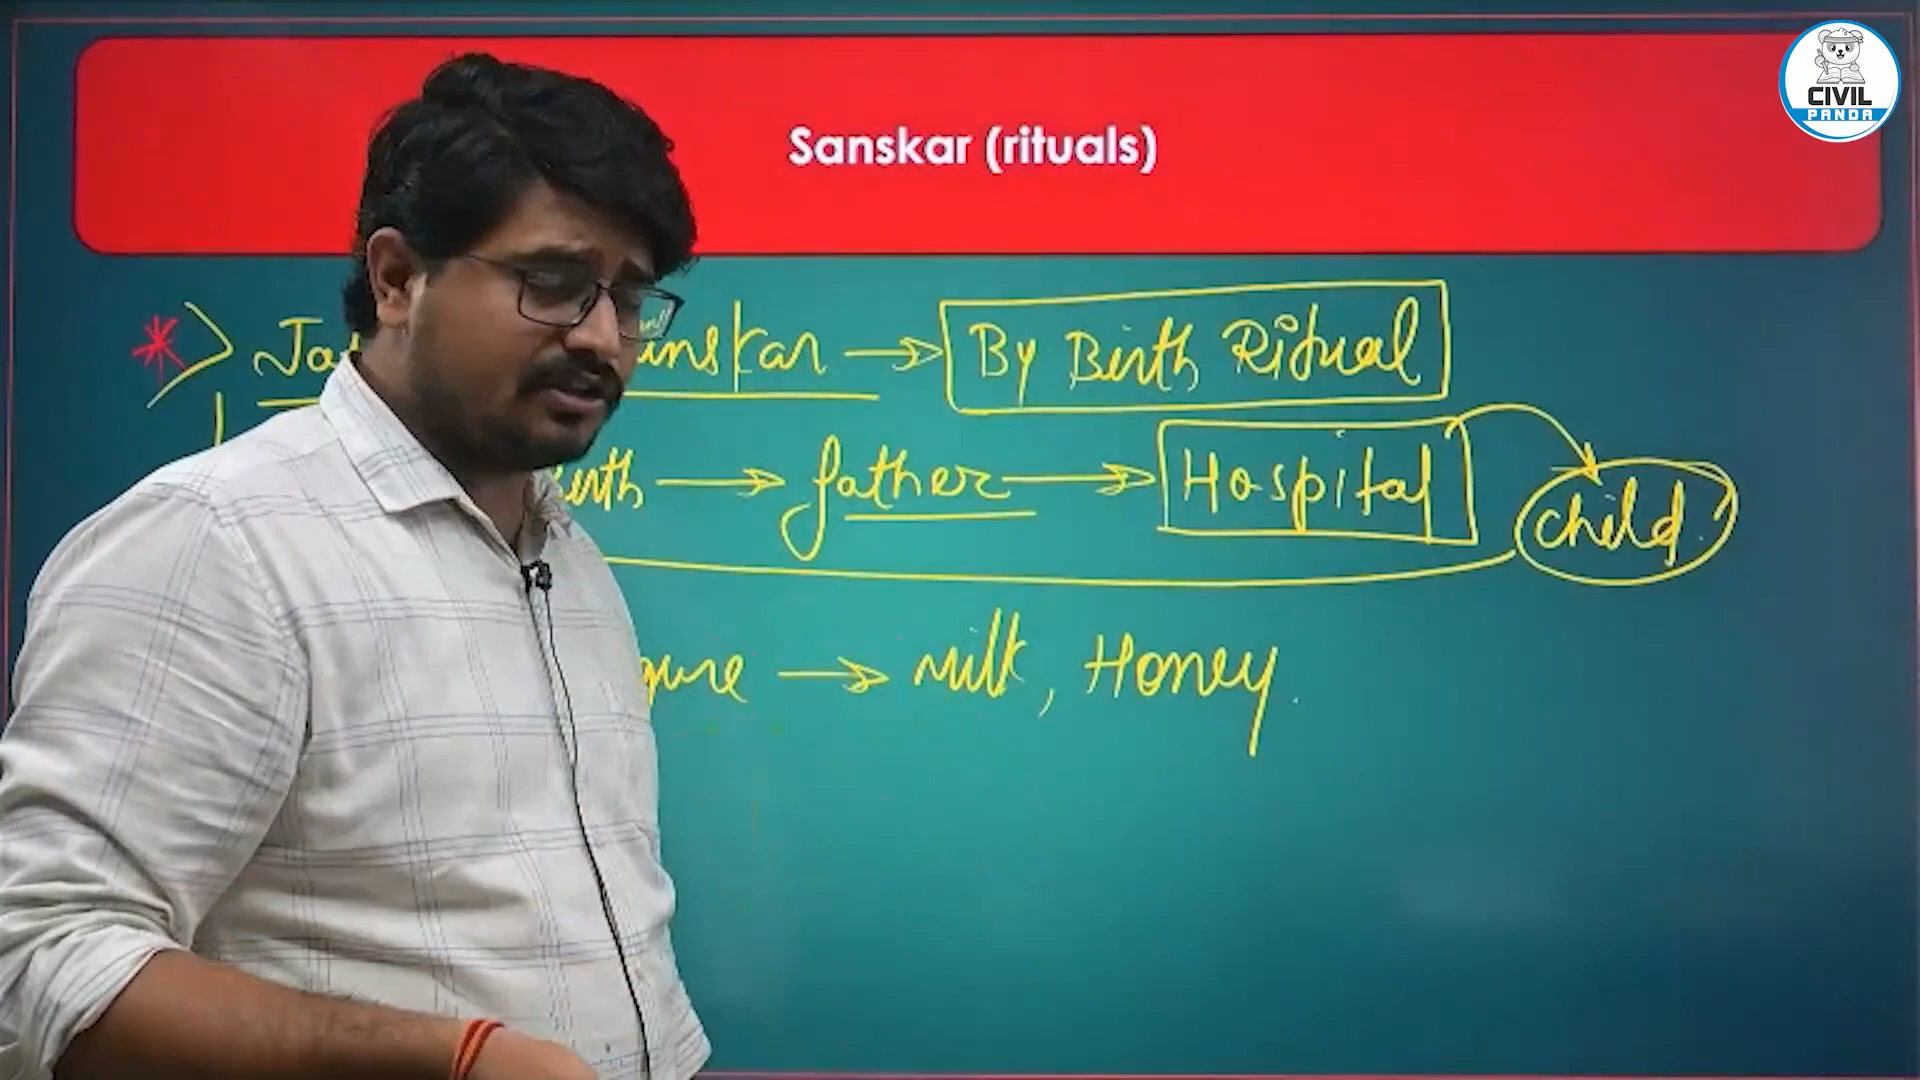 CIVIL
PANDA
Sanskar (rituals)
→ By Birth Ritual
→ father → Hospital child
→ Milk, Honey.